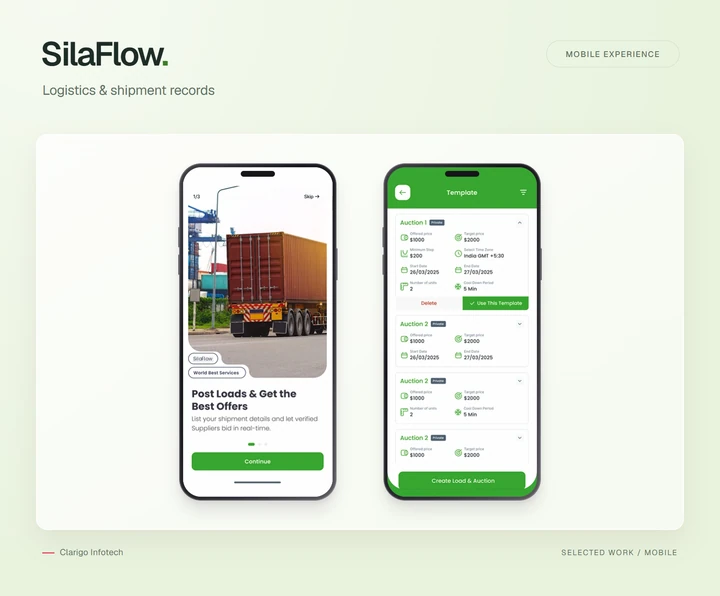 SilaFlow.
MOBILE EXPERIENCE
Logistics & shipment records
1/3
Skip →
SilaFlow
World Best Services
Post Loads & Get the
Best Offers
List your shipment details and let verified
Suppliers bid in real-time.
Continue
Template
Auction 1 Private
Offered price
$1000
Target price
$2000
Minimum Step
$200
Select Time Zone
India GMT +5:30
Start Date
26/03/2025
End Date
27/03/2025
Number of units
2
Cool Down Period
5 Min
Delete
Use This Template
Auction 2 Private
Offered price
$1000
Target price
$2000
Start Date
26/03/2025
End Date
27/03/2025
Auction 2 Private
Offered price
$1000
Target price
$2000
Number of units
2
Cool Down Period
5 Min
Auction 2 Private
Offered price
$1000
Target price
$2000
Create Load & Auction
Clarigo Infotech
SELECTED WORK / MOBILE